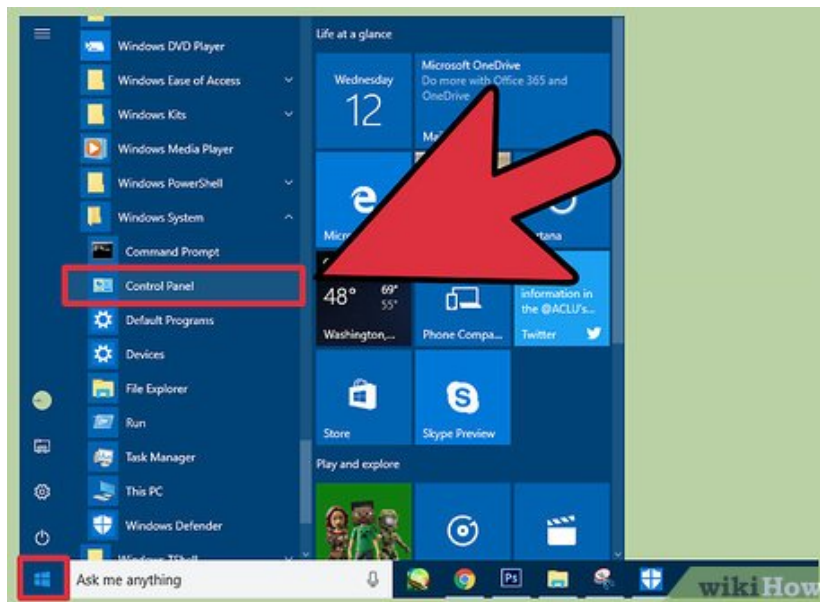 Windows DVD Player
Windows Ease of Access
Windows Kits
Windows Media Player
Windows PowerShell
Windows System
Command Prompt
Control Panel
Default Programs
Devices
File Explorer
Run
Task Manager
This PC
Windows Defender
Life at a glance
Wednesday
12
Microsoft OneDrive
Do more with Office 365 and
OneDrive
48° 69°
55°
Washington,...
Phone Compa...
information in
the @ACLU's...
Twitter
Store
Skype Preview
Play and explore
Ask me anything
Ps
wikiHow